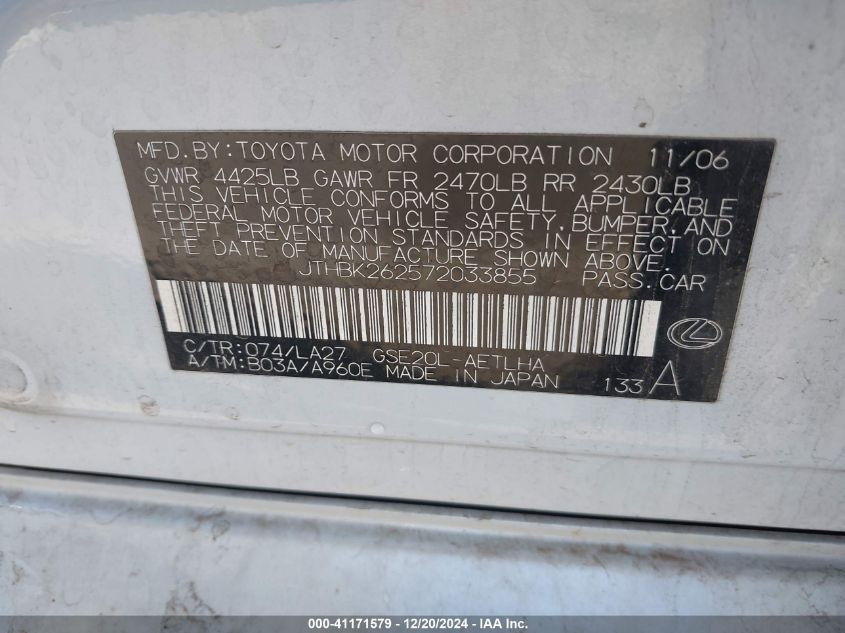 MFD.BY:TOYOTA MOTOR CORPORATION 11/06
GVWR 4425LB GAWR FR 2470LB RR 2430LB
THIS VEHICLE CONFORMS TO ALL APPLICABLE
FEDERAL MOTOR VEHICLE SAFETY,BUMPER,AND
THEFT PREVENTION STANDARDS IN EFFECT ON
THE DATE OF MANUFACTURE SHOWN ABOVE.
JTHBK262572033855 PASS.CAR
C/TR:074/LA27 GSE20L-AETLHA
A/TM:B03A/A960E MADE IN JAPAN 133 A
000-41171579 - 12/20/2024 - IAA Inc.